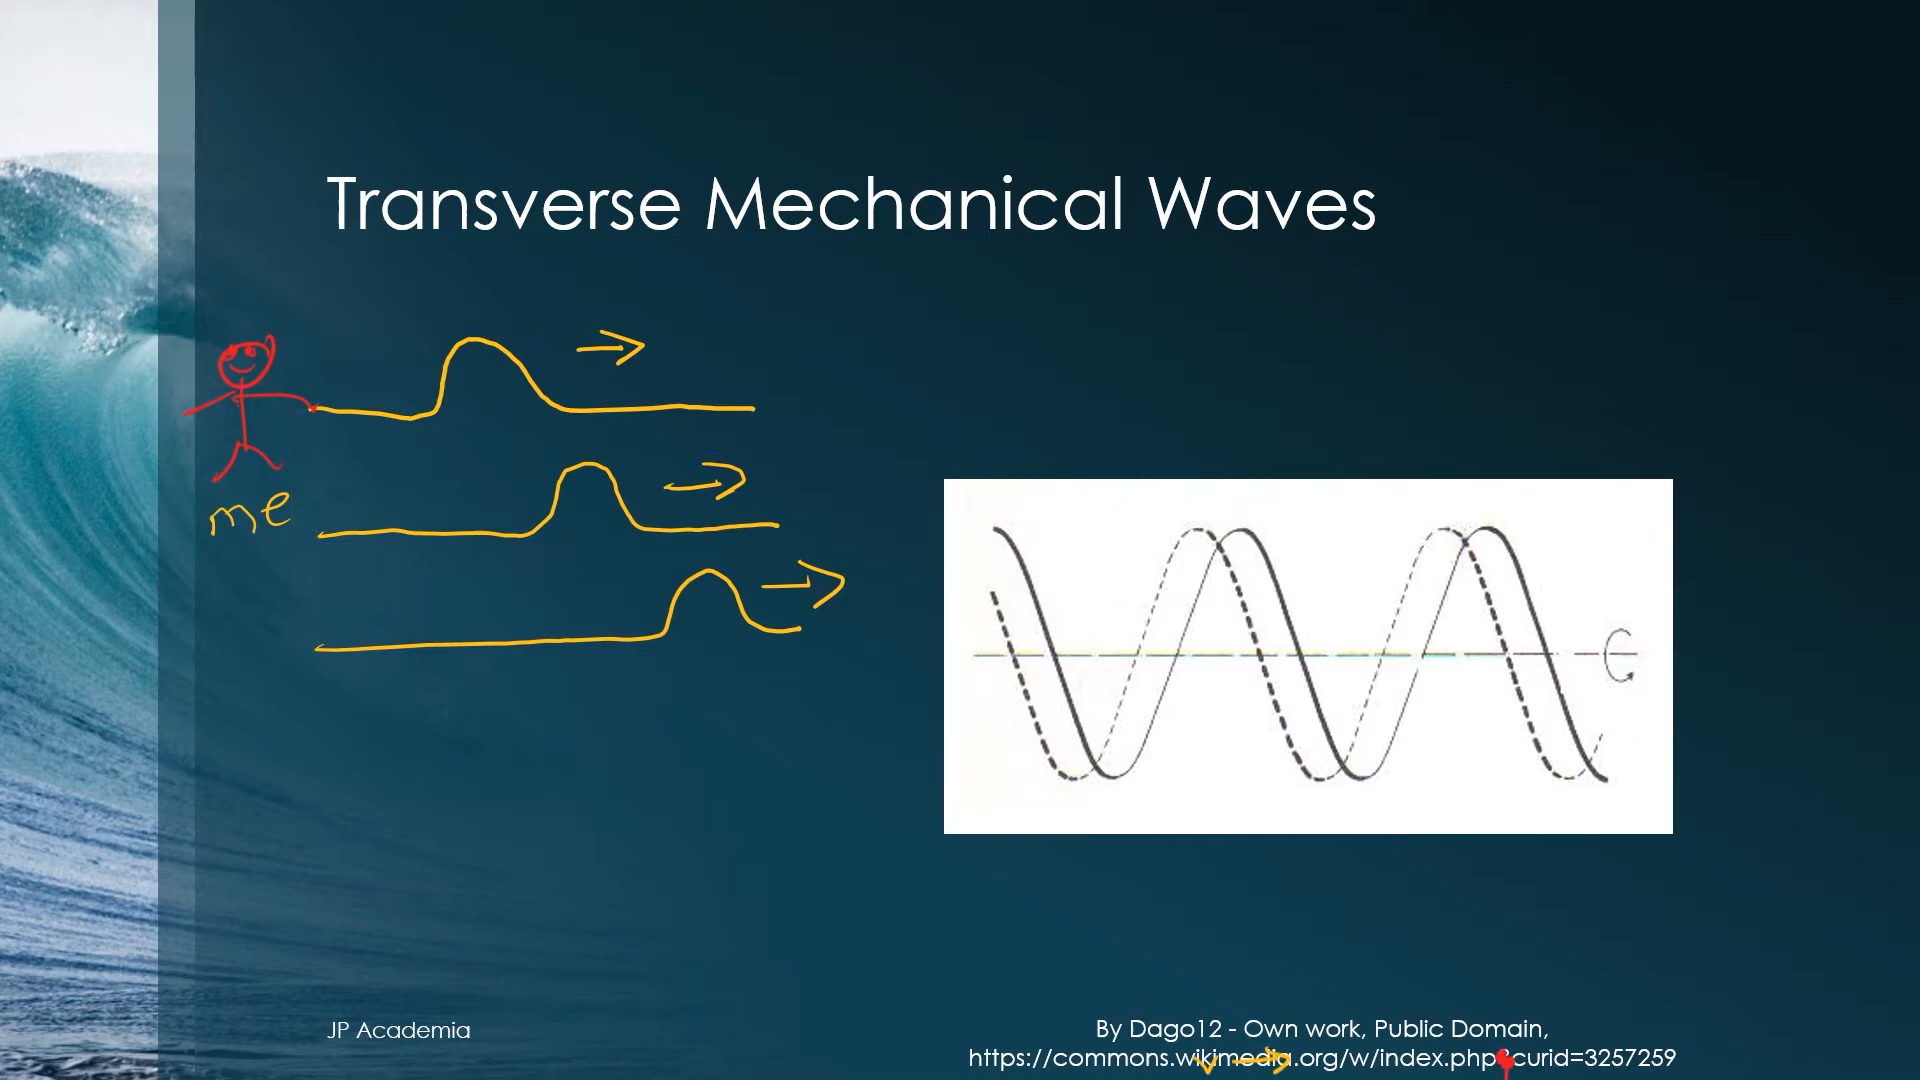 Transverse Mechanical Waves
me
JP Academia
By Dago12 - Own work, Public Domain,
https://commons.wikimedia.org/w/index.php?curid=3257259
v